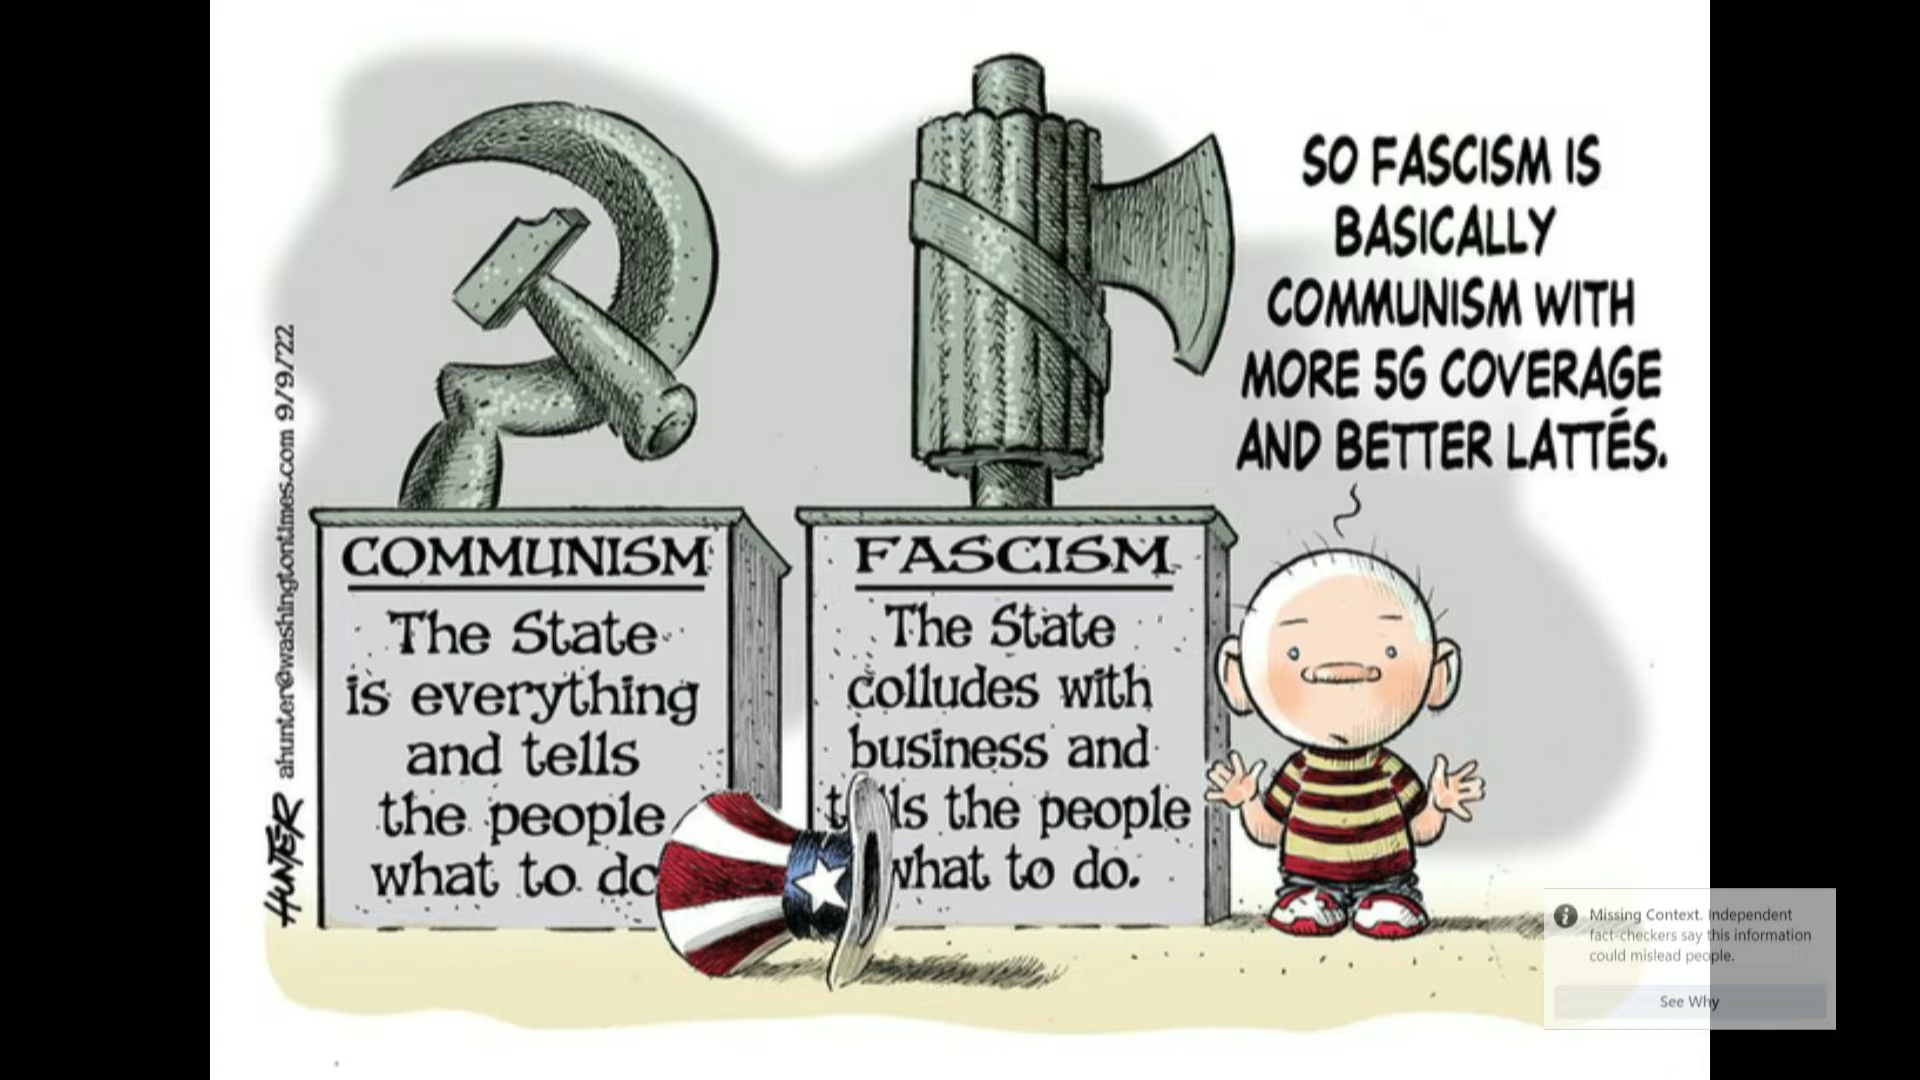 SO FASCISM IS
BASICALLY
COMMUNISM WITH
MORE 5G COVERAGE
AND BETTER LATTÉS.
COMMUNISM
The State
is everything
and tells
the people
what to do
FASCISM
The State
colludes with
business and
tells the people
what to do.
HUNTER ahunter@washingtontimes.com 9/9/22
Missing Context. Independent
fact-checkers say this information
could mislead people.
See Why